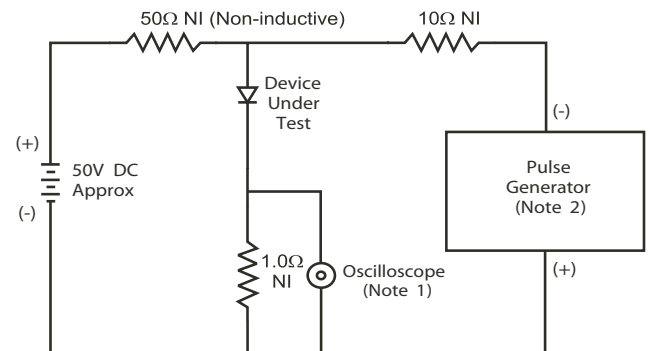 50Ω NI (Non-inductive)
10Ω NI
Device
Under
Test
(+)
50V DC
Approx
(-)
1.0Ω
NI
Oscilloscope
(Note 1)
(-)
Pulse
Generator
(Note 2)
(+)